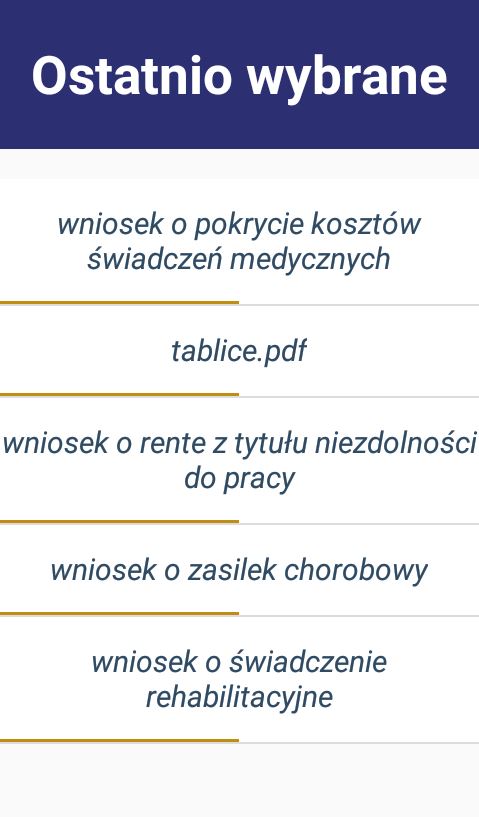 Ostatnio wybrane
wniosek o pokrycie kosztów
świadczeń medycznych
tablice.pdf
wniosek o rente z tytułu niezdolności
do pracy
wniosek o zasilek chorobowy
wniosek o świadczenie
rehabilitacyjne